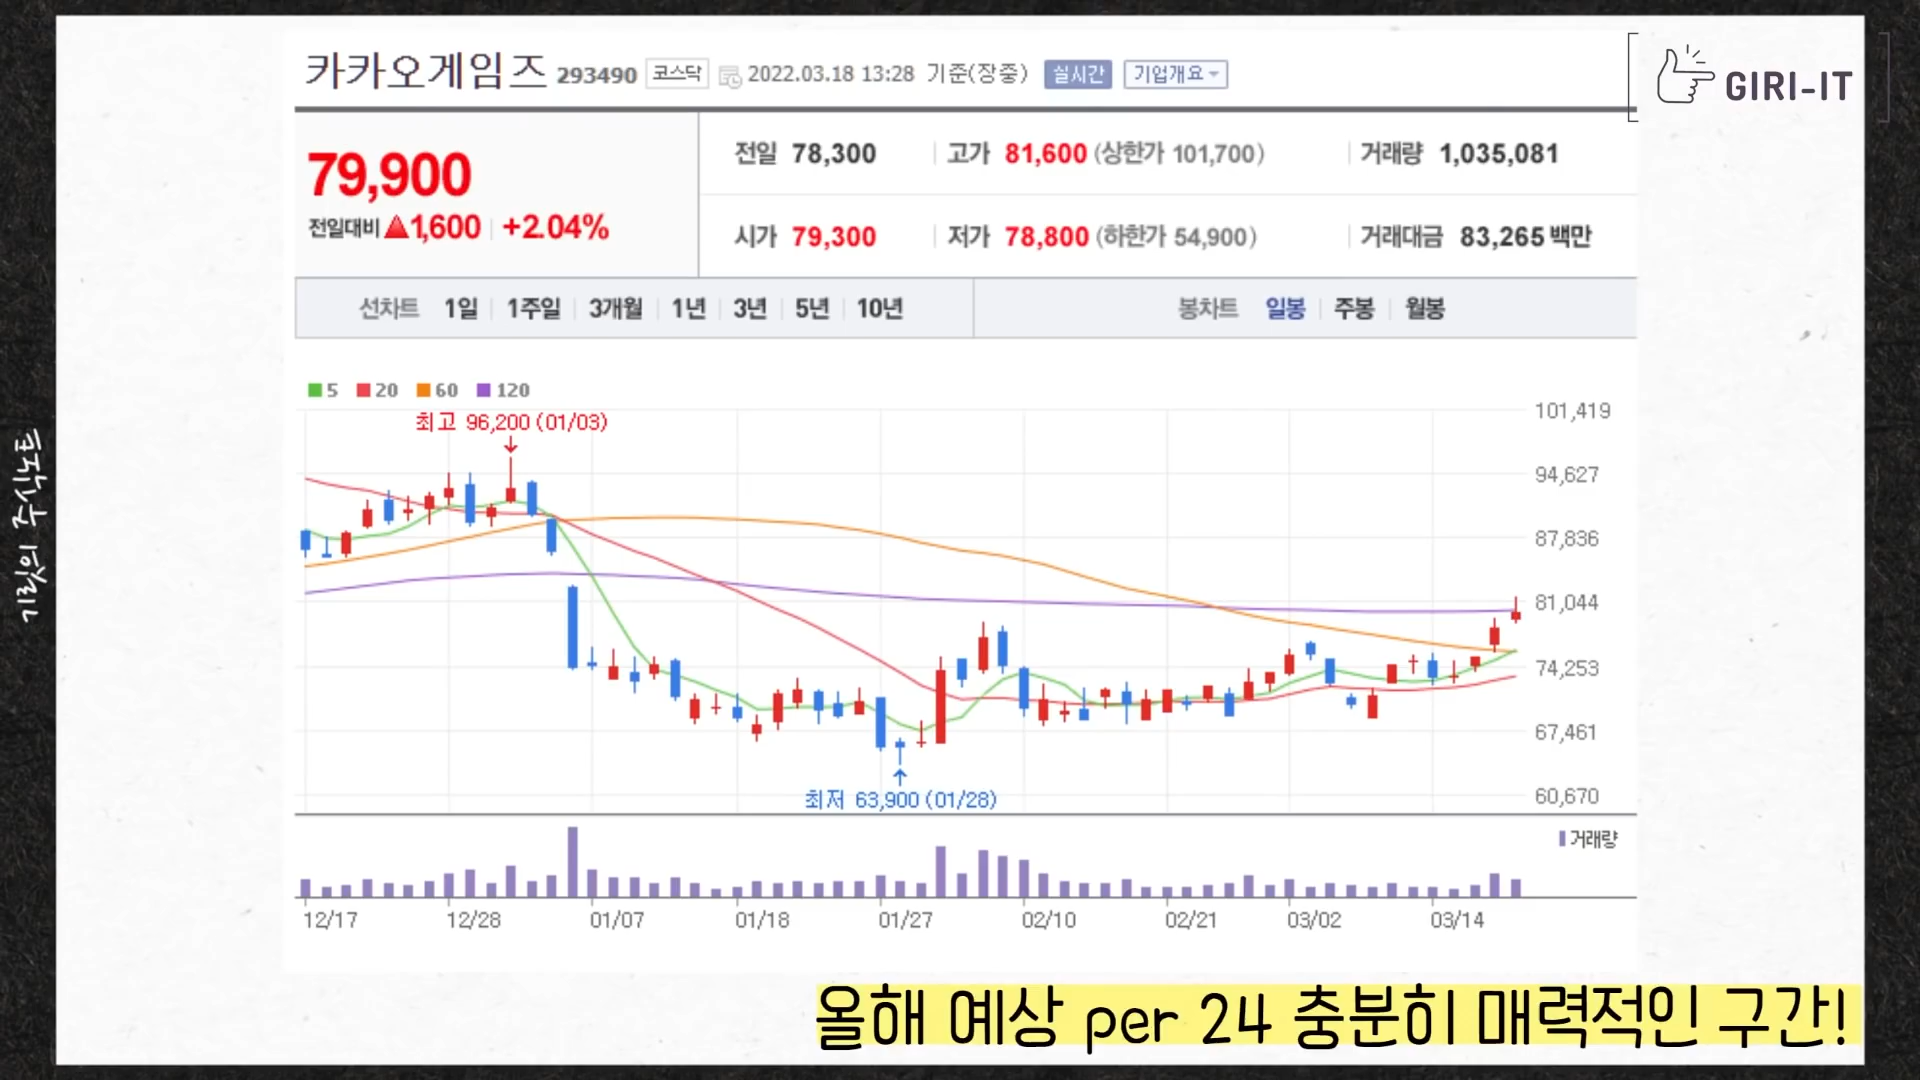 카카오게임즈 293490 코스닥 2022.03.18 13:28 기준(장중) 실시간 기업개요
GIRI-IT
79,900
전일대비 ▲1,600 +2.04%
전일 78,300 고가 81,600 (상한가 101,700) 거래량 1,035,081
시가 79,300 저가 78,800 (하한가 54,900) 거래대금 83,265 백만
선차트 1일 1주일 3개월 1년 3년 5년 10년 봉차트 일봉 주봉 월봉
5 20 60 120
최고 96,200 (01/03)
101,419
94,627
87,836
81,044
74,253
67,461
60,670
최저 63,900 (01/28)
거래량
12/17 12/28 01/07 01/18 01/27 02/10 02/21 03/02 03/14
기릿의 주식노트
올해 예상 per 24 충분히 매력적인 구간!